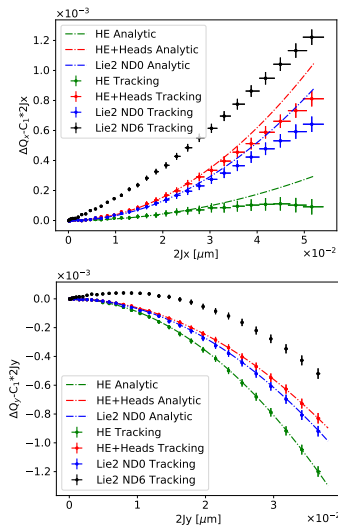 ×10⁻³
1.2
1.0
0.8
0.6
0.4
0.2
0.0
ΔQx-C₁*2Jx
HE Analytic
HE+Heads Analytic
Lie2 ND0 Analytic
HE Tracking
HE+Heads Tracking
Lie2 ND0 Tracking
Lie2 ND6 Tracking
0 1 2 3 4 5
2Jx [μm] ×10⁻²
×10⁻³
0.0
−0.2
−0.4
−0.6
−0.8
−1.0
−1.2
ΔQy-C₁*2Jy
HE Analytic
HE+Heads Analytic
Lie2 ND0 Analytic
HE Tracking
HE+Heads Tracking
Lie2 ND0 Tracking
Lie2 ND6 Tracking
0 1 2 3
2Jy [μm] ×10⁻²